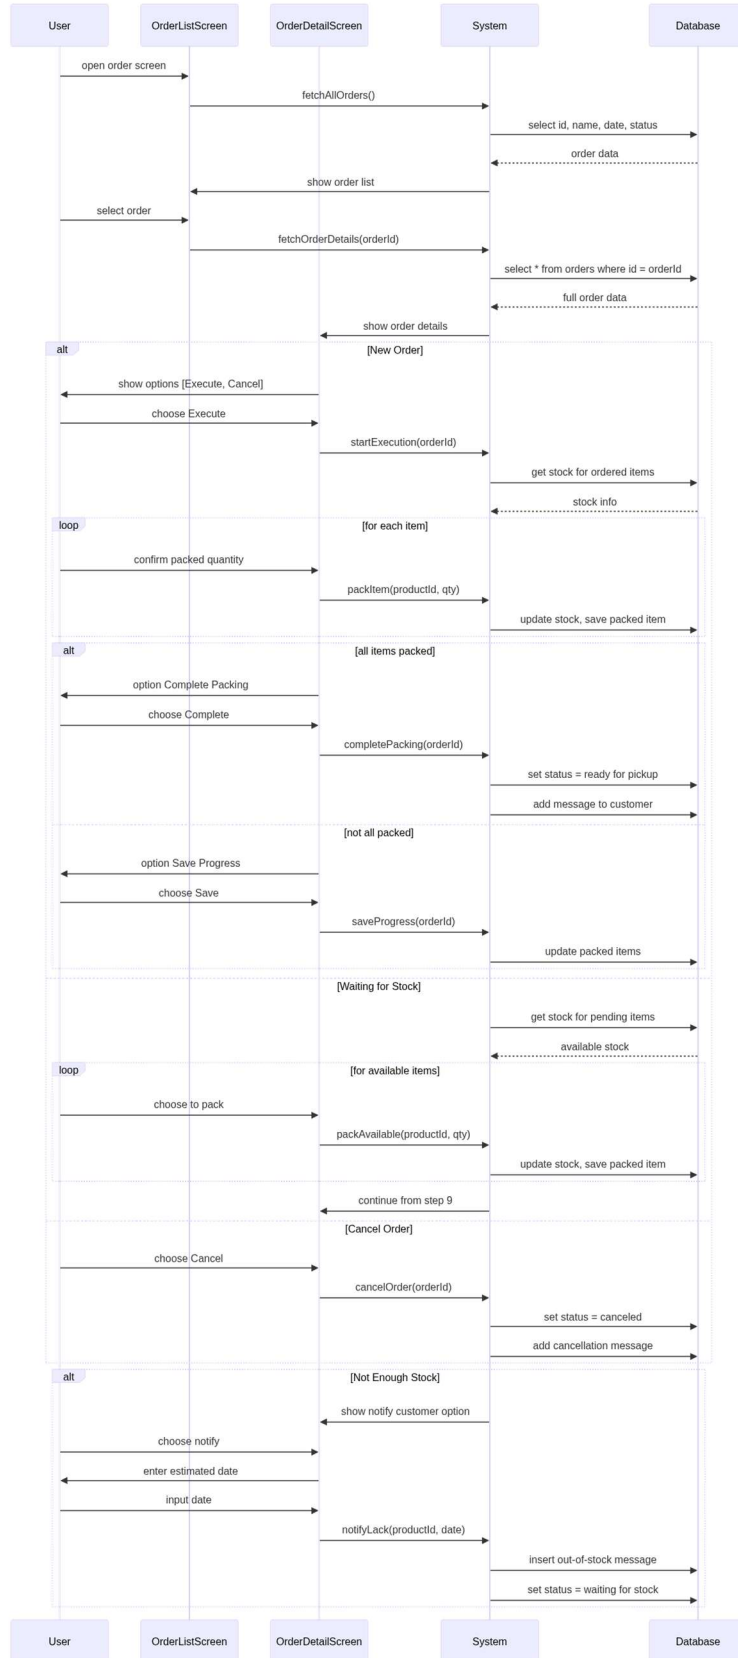 User
OrderListScreen
OrderDetailScreen
System
Database
open order screen
fetchAllOrders()
select id, name, date, status
order data
show order list
select order
fetchOrderDetails(orderId)
select * from orders where id = orderId
full order data
show order details
alt
[New Order]
show options [Execute, Cancel]
choose Execute
startExecution(orderId)
get stock for ordered items
stock info
loop
[for each item]
confirm packed quantity
packItem(productId, qty)
update stock, save packed item
alt
[all items packed]
option Complete Packing
choose Complete
completePacking(orderId)
set status = ready for pickup
add message to customer
[not all packed]
option Save Progress
choose Save
saveProgress(orderId)
update packed items
[Waiting for Stock]
get stock for pending items
available stock
loop
[for available items]
choose to pack
packAvailable(productId, qty)
update stock, save packed item
continue from step 9
[Cancel Order]
choose Cancel
cancelOrder(orderId)
set status = canceled
add cancellation message
alt
[Not Enough Stock]
show notify customer option
choose notify
enter estimated date
input date
notifyLack(productId, date)
insert out-of-stock message
set status = waiting for stock
User
OrderListScreen
OrderDetailScreen
System
Database